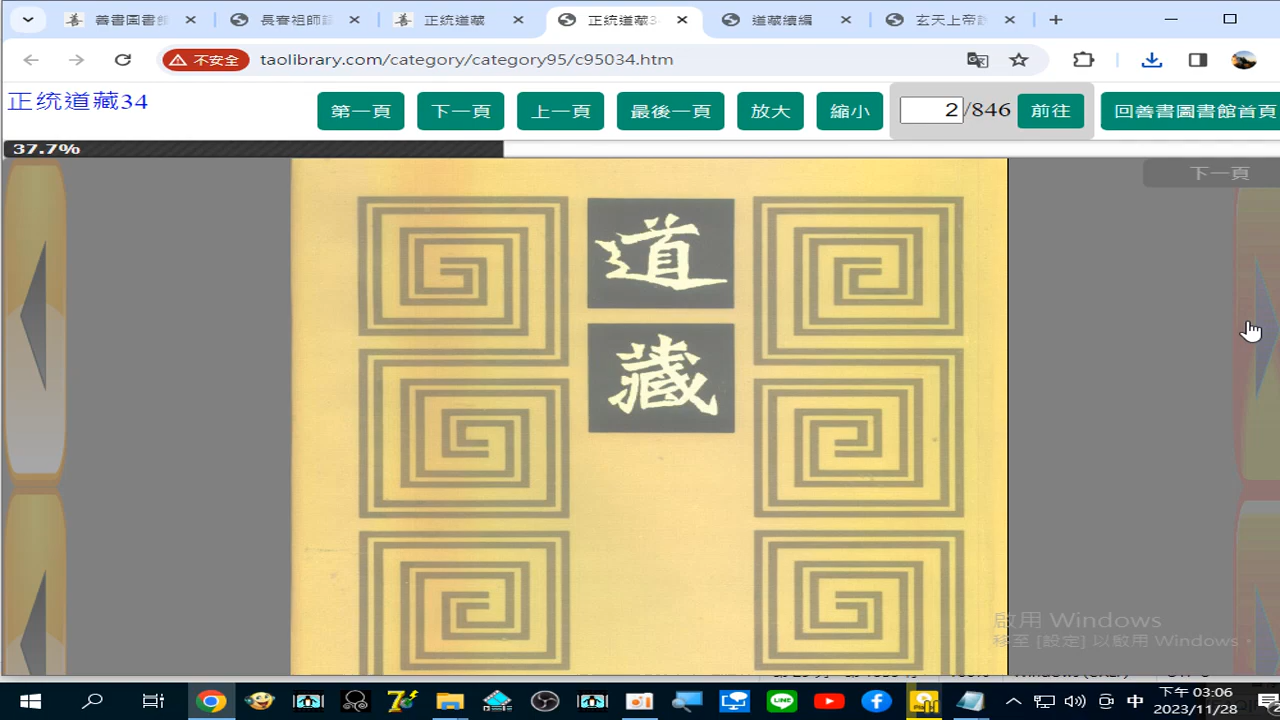 善書圖書館
長春祖師
正統道藏
正統道藏3
道藏續編
玄天上帝
不安全
taolibrary.com/category/category95/c95034.htm
正统道藏34
第一頁
下一頁
上一頁
最後一頁
放大
縮小
2/846
前往
回善書圖書館首頁
37.7%
下一頁
道
藏
啟用 Windows
移至 [設定] 以啟用 Windows。
中
下午 03:06
2023/11/28